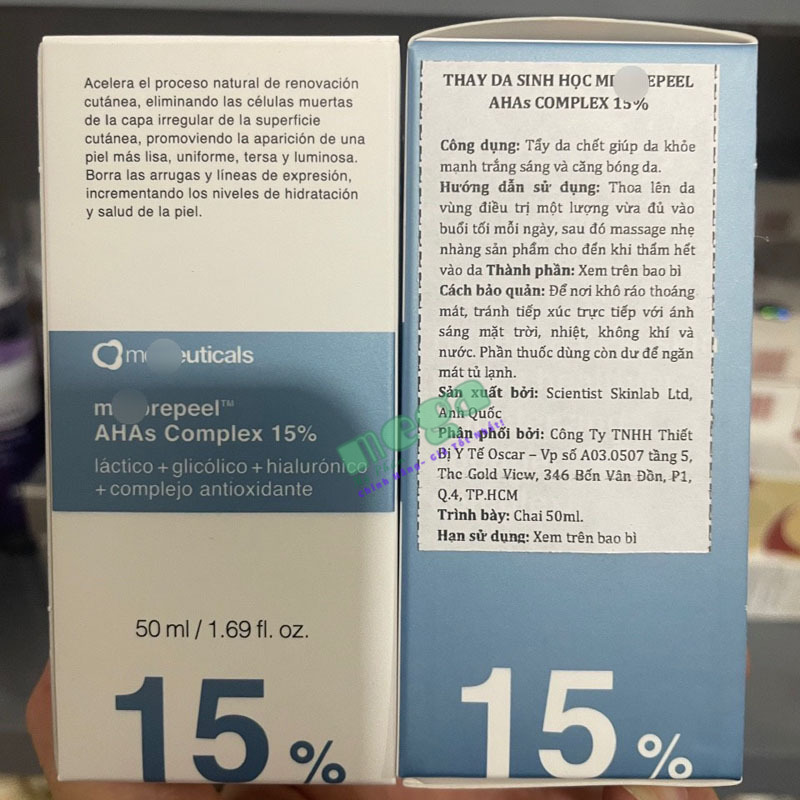 Acelera el proceso natural de renovación
cutánea, eliminando las células muertas
de la capa irregular de la superficie
cutánea, promoviendo la aparición de una
piel más lisa, uniforme, tersa y luminosa.
Borra las arrugas y líneas de expresión,
incrementando los niveles de hidratación
y salud de la piel.
AHAs Complex 15%
láctico + glicólico + hialurónico
+ complejo antioxidante
50 ml / 1.69 fl. oz.
15 %
THAY DA SINH HỌC
AHAs COMPLEX 15%
Công dụng: Tẩy da chết giúp da khỏe
mạnh trắng sáng và căng bóng da.
Hướng dẫn sử dụng: Thoa lên da
vùng điều trị một lượng vừa đủ vào
buổi tối mỗi ngày, sau đó massage nhẹ
nhàng sản phẩm cho đến khi thấm hết
vào da Thành phần: Xem trên bao bì
Cách bảo quản: Để nơi khô ráo thoáng
mát, tránh tiếp xúc trực tiếp với ánh
sáng mặt trời, nhiệt, không khí và
nước. Phần thuốc dùng còn dư để ngăn
mát tủ lạnh.
Sản xuất bởi: Scientist Skinlab Ltd,
Anh Quốc
Phân phối bởi: Công Ty TNHH Thiết
Bị Y Tế Oscar – Vp số A03.0507 tầng 5,
The Gold View, 346 Bến Vân Đồn, P1,
Q.4, TP.HCM
Trình bày: Chai 50ml.
Hạn sử dụng: Xem trên bao bì
15 %
mega